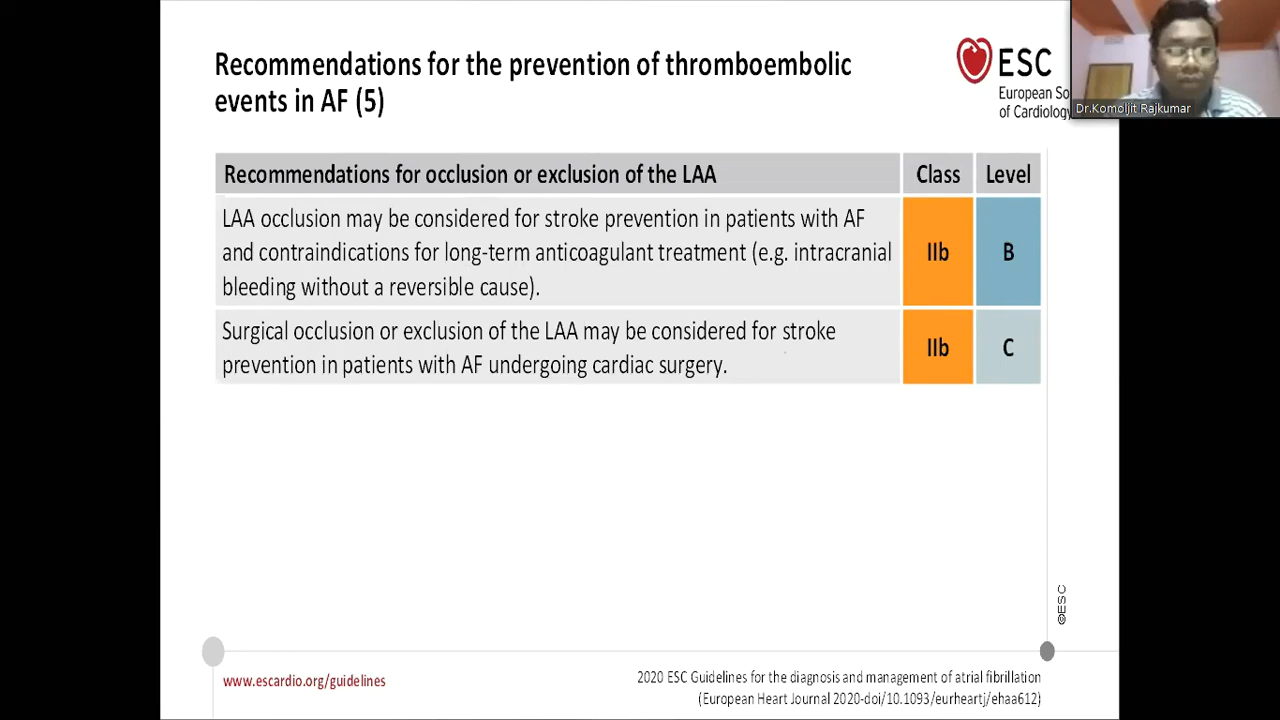 Recommendations for the prevention of thromboembolic
events in AF (5)
ESC
European So
of Cardiology
Dr.Komoljit Rajkumar
Recommendations for occlusion or exclusion of the LAA
Class
Level
LAA occlusion may be considered for stroke prevention in patients with AF
and contraindications for long-term anticoagulant treatment (e.g. intracranial
bleeding without a reversible cause).
IIb
B
Surgical occlusion or exclusion of the LAA may be considered for stroke
prevention in patients with AF undergoing cardiac surgery.
IIb
C
©ESC
www.escardio.org/guidelines
2020 ESC Guidelines for the diagnosis and management of atrial fibrillation
(European Heart Journal 2020-doi/10.1093/eurheartj/ehaa612)